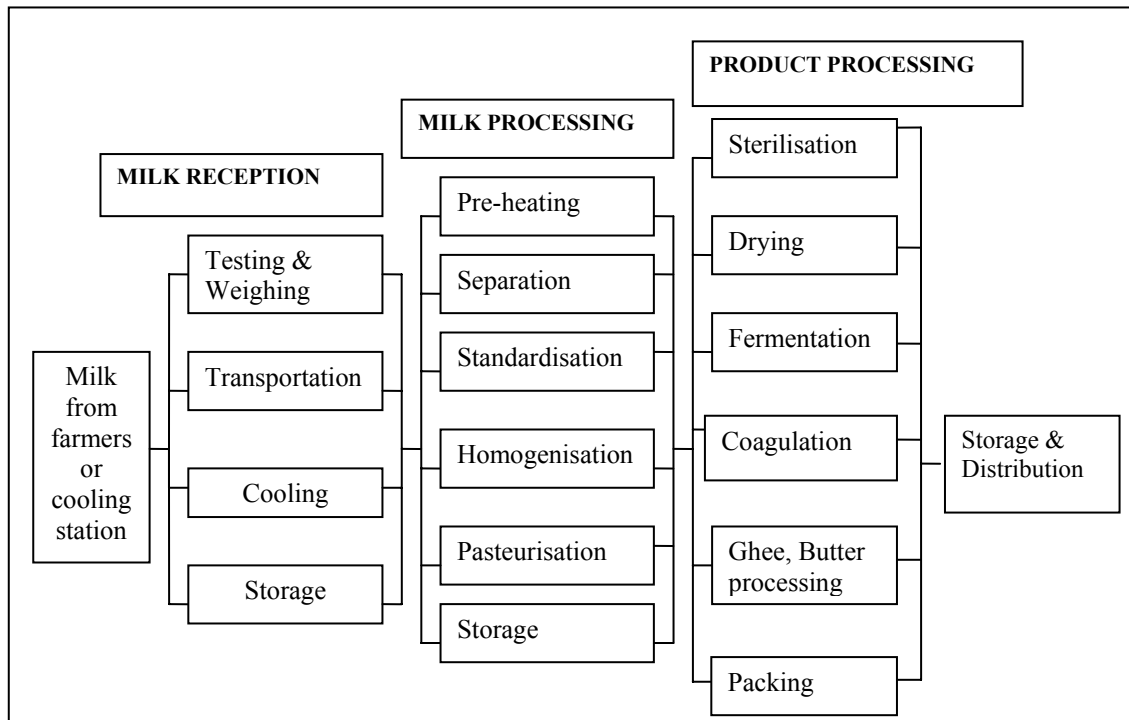 PRODUCT PROCESSING
MILK PROCESSING
MILK RECEPTION
Milk
from
farmers
or
cooling
station
Testing &
Weighing
Transportation
Cooling
Storage
Pre-heating
Separation
Standardisation
Homogenisation
Pasteurisation
Storage
Sterilisation
Drying
Fermentation
Coagulation
Ghee, Butter
processing
Packing
Storage &
Distribution